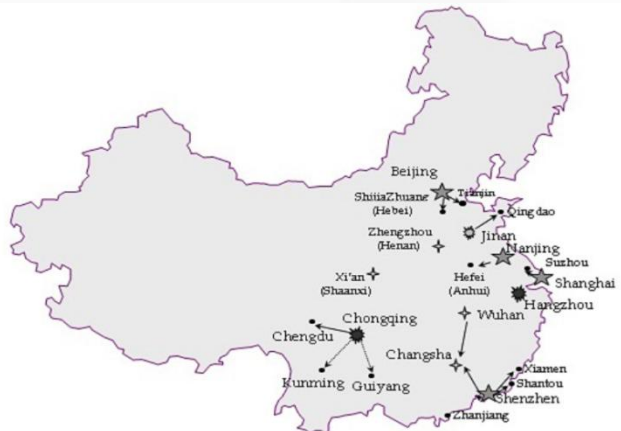 Beijing
ShijiaZhuang
Tianjin
(Hebei)
Qingdao
Zhengzhou
Jinan
(Henan)
Nanjing
Suzhou
Xi'an
Hefei
Shanghai
(Shaanxi)
(Anhui)
Hangzhou
Chongqing
Wuhan
Chengdu
Changsha
Xiamen
Kunming
Guiyang
Shantou
Shenzhen
Zhanjiang